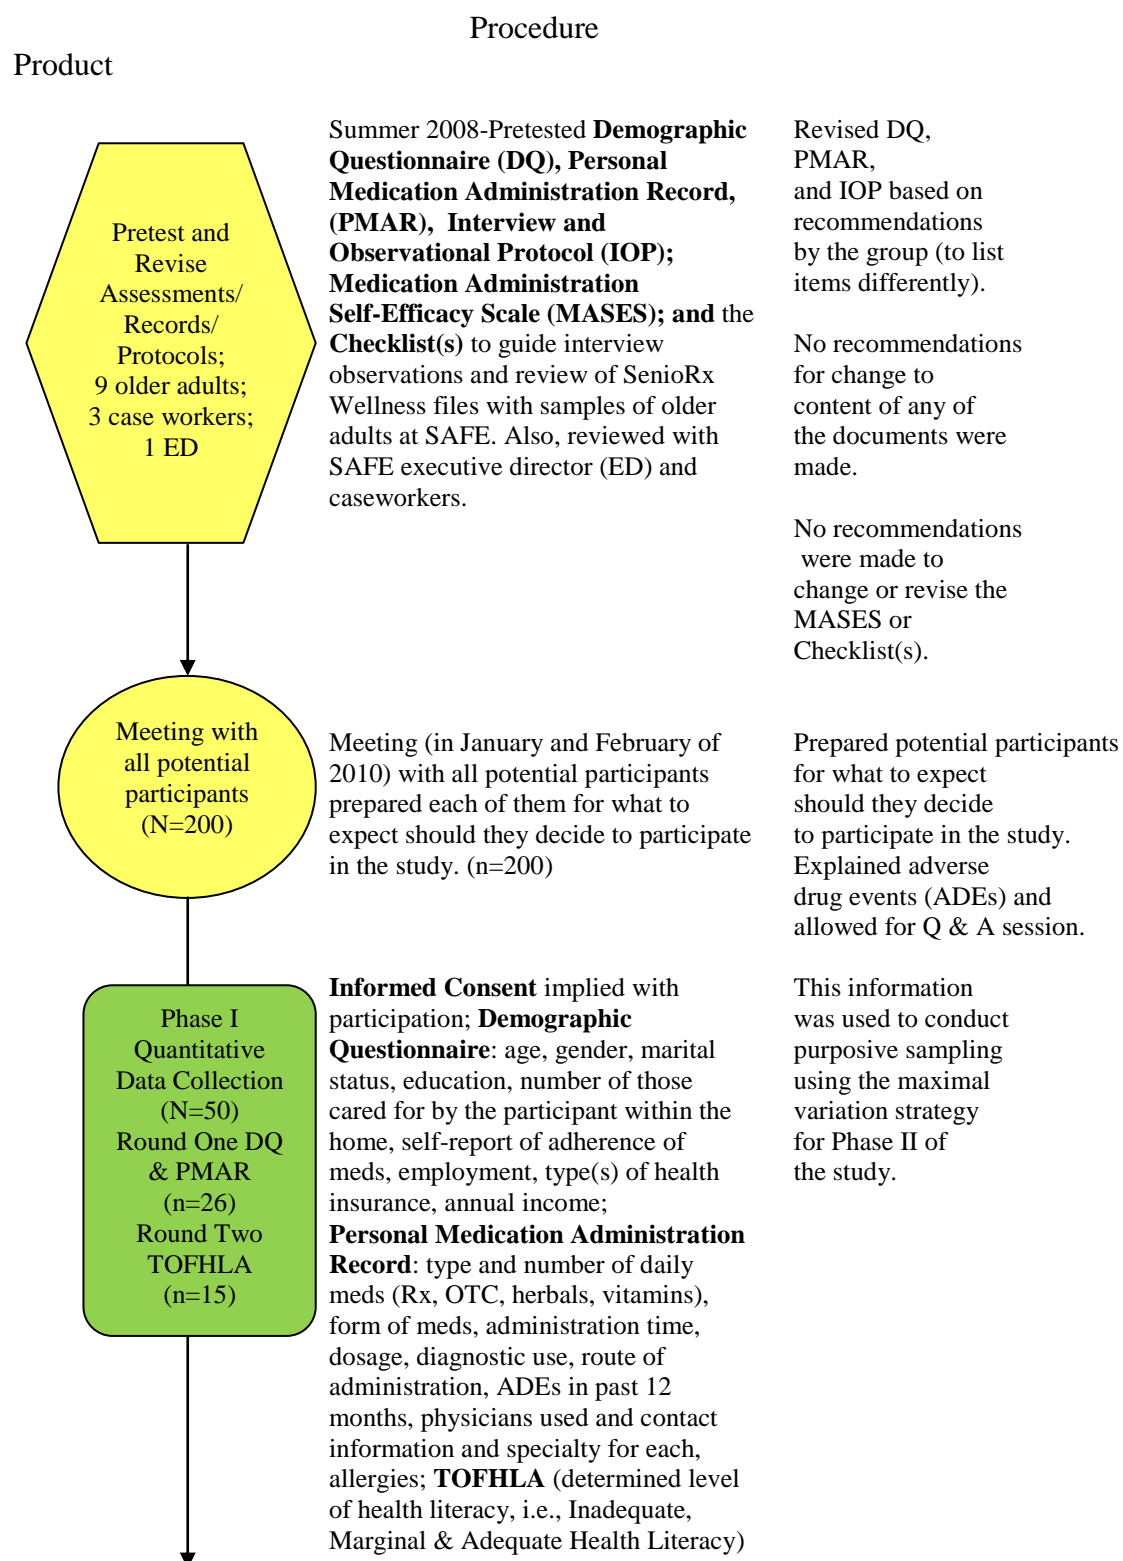 Procedure
Product
Pretest and
Revise
Assessments/
Records/
Protocols;
9 older adults;
3 case workers;
1 ED
Summer 2008-Pretested Demographic
Questionnaire (DQ), Personal
Medication Administration Record,
(PMAR), Interview and
Observational Protocol (IOP);
Medication Administration
Self-Efficacy Scale (MASES); and the
Checklist(s) to guide interview
observations and review of SenioRx
Wellness files with samples of older
adults at SAFE. Also, reviewed with
SAFE executive director (ED) and
caseworkers.
Revised DQ,
PMAR,
and IOP based on
recommendations
by the group (to list
items differently).
No recommendations
for change to
content of any of
the documents were
made.
No recommendations
were made to
change or revise the
MASES or
Checklist(s).
Meeting with
all potential
participants
(N=200)
Meeting (in January and February of
2010) with all potential participants
prepared each of them for what to
expect should they decide to participate
in the study. (n=200)
Prepared potential participants
for what to expect
should they decide
to participate in the study.
Explained adverse
drug events (ADEs) and
allowed for Q & A session.
Phase I
Quantitative
Data Collection
(N=50)
Round One DQ
& PMAR
(n=26)
Round Two
TOFHLA
(n=15)
Informed Consent implied with
participation; Demographic
Questionnaire: age, gender, marital
status, education, number of those
cared for by the participant within the
home, self-report of adherence of
meds, employment, type(s) of health
insurance, annual income;
Personal Medication Administration
Record: type and number of daily
meds (Rx, OTC, herbals, vitamins),
form of meds, administration time,
dosage, diagnostic use, route of
administration, ADEs in past 12
months, physicians used and contact
information and specialty for each,
allergies; TOFHLA (determined level
of health literacy, i.e., Inadequate,
Marginal & Adequate Health Literacy)
This information
was used to conduct
purposive sampling
using the maximal
variation strategy
for Phase II of
the study.